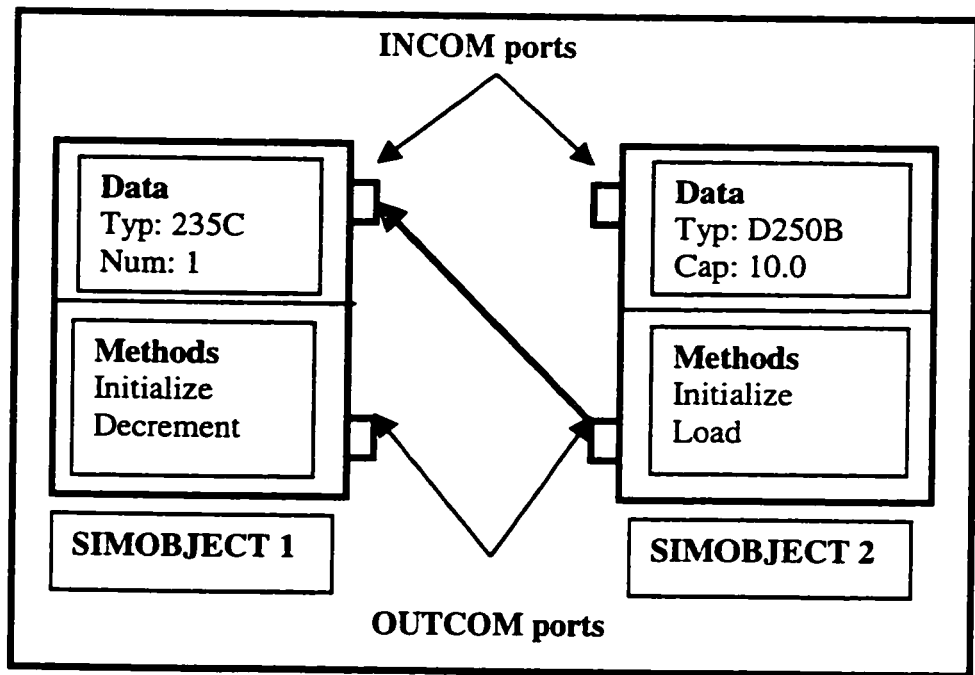 INCOM ports
Data
Typ: 235C
Num: 1
Methods
Initialize
Decrement
SIMOBJECT 1
Data
Typ: D250B
Cap: 10.0
Methods
Initialize
Load
SIMOBJECT 2
OUTCOM ports